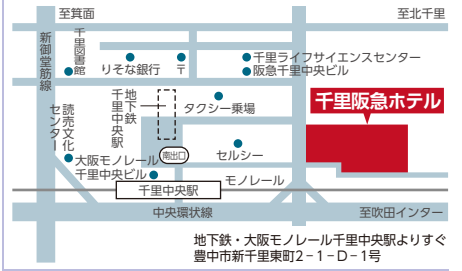 至箕面
至北千里
新御堂筋線
千里図書館
りそな銀行
〒
千里ライフサイエンスセンター
阪急千里中央ビル
地下鉄
千里中央駅
タクシー乗場
千里阪急ホテル
読売文化
センター
南出口
セルシー
大阪モノレール
千里中央ビル
千里中央駅
モノレール
中央環状線
至吹田インター
地下鉄・大阪モノレール千里中央駅よりすぐ
豊中市新千里東町2-1-D-1号